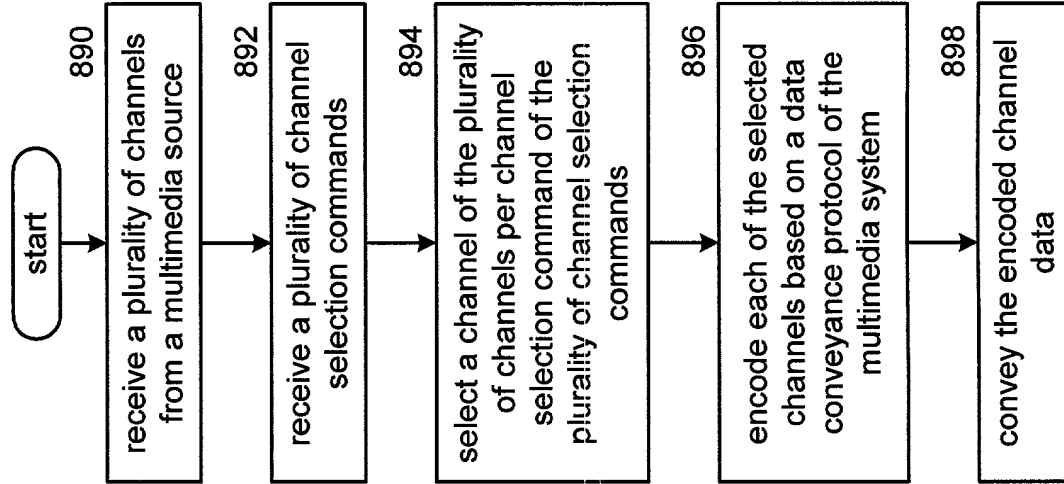 start
890
receive a plurality of channels
from a multimedia source
892
receive a plurality of channel
selection commands
894
select a channel of the plurality
of channels per channel
selection command of the
plurality of channel selection
commands
896
encode each of the selected
channels based on a data
conveyance protocol of the
multimedia system
898
convey the encoded channel
data